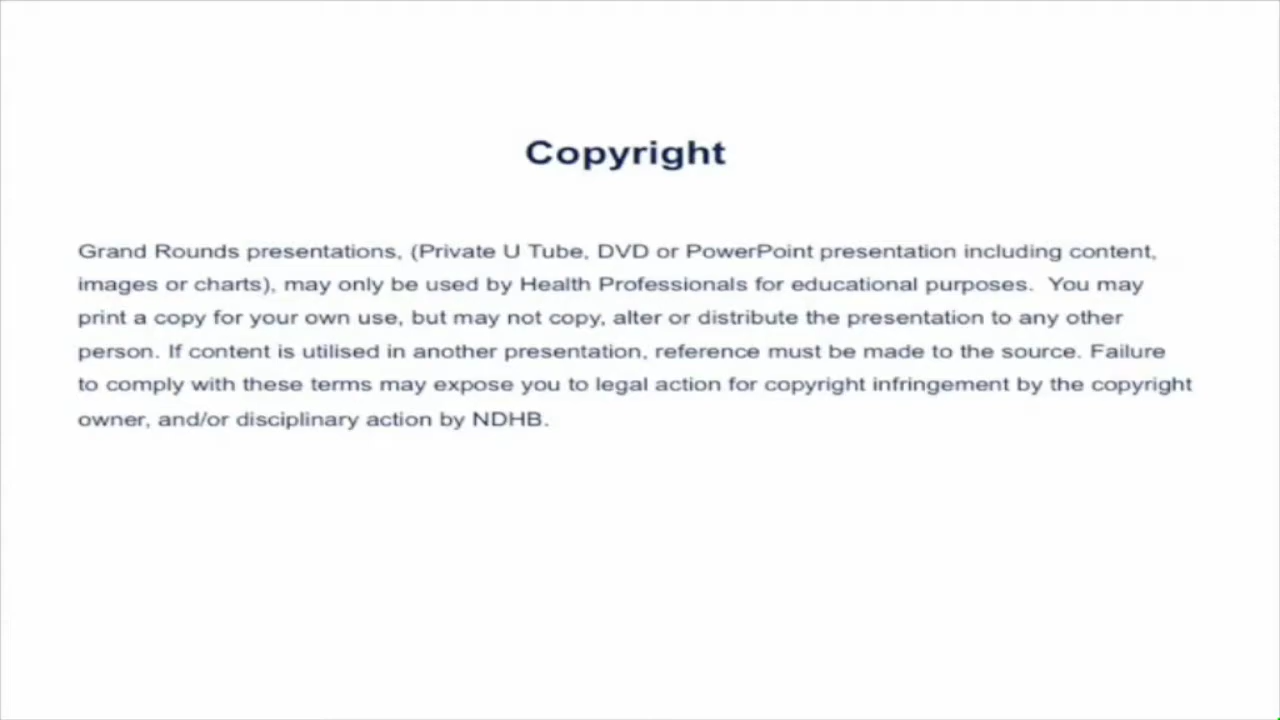 Copyright
Grand Rounds presentations, (Private U Tube, DVD or PowerPoint presentation including content,
images or charts), may only be used by Health Professionals for educational purposes.  You may
print a copy for your own use, but may not copy, alter or distribute the presentation to any other
person. If content is utilised in another presentation, reference must be made to the source. Failure
to comply with these terms may expose you to legal action for copyright infringement by the copyright
owner, and/or disciplinary action by NDHB.